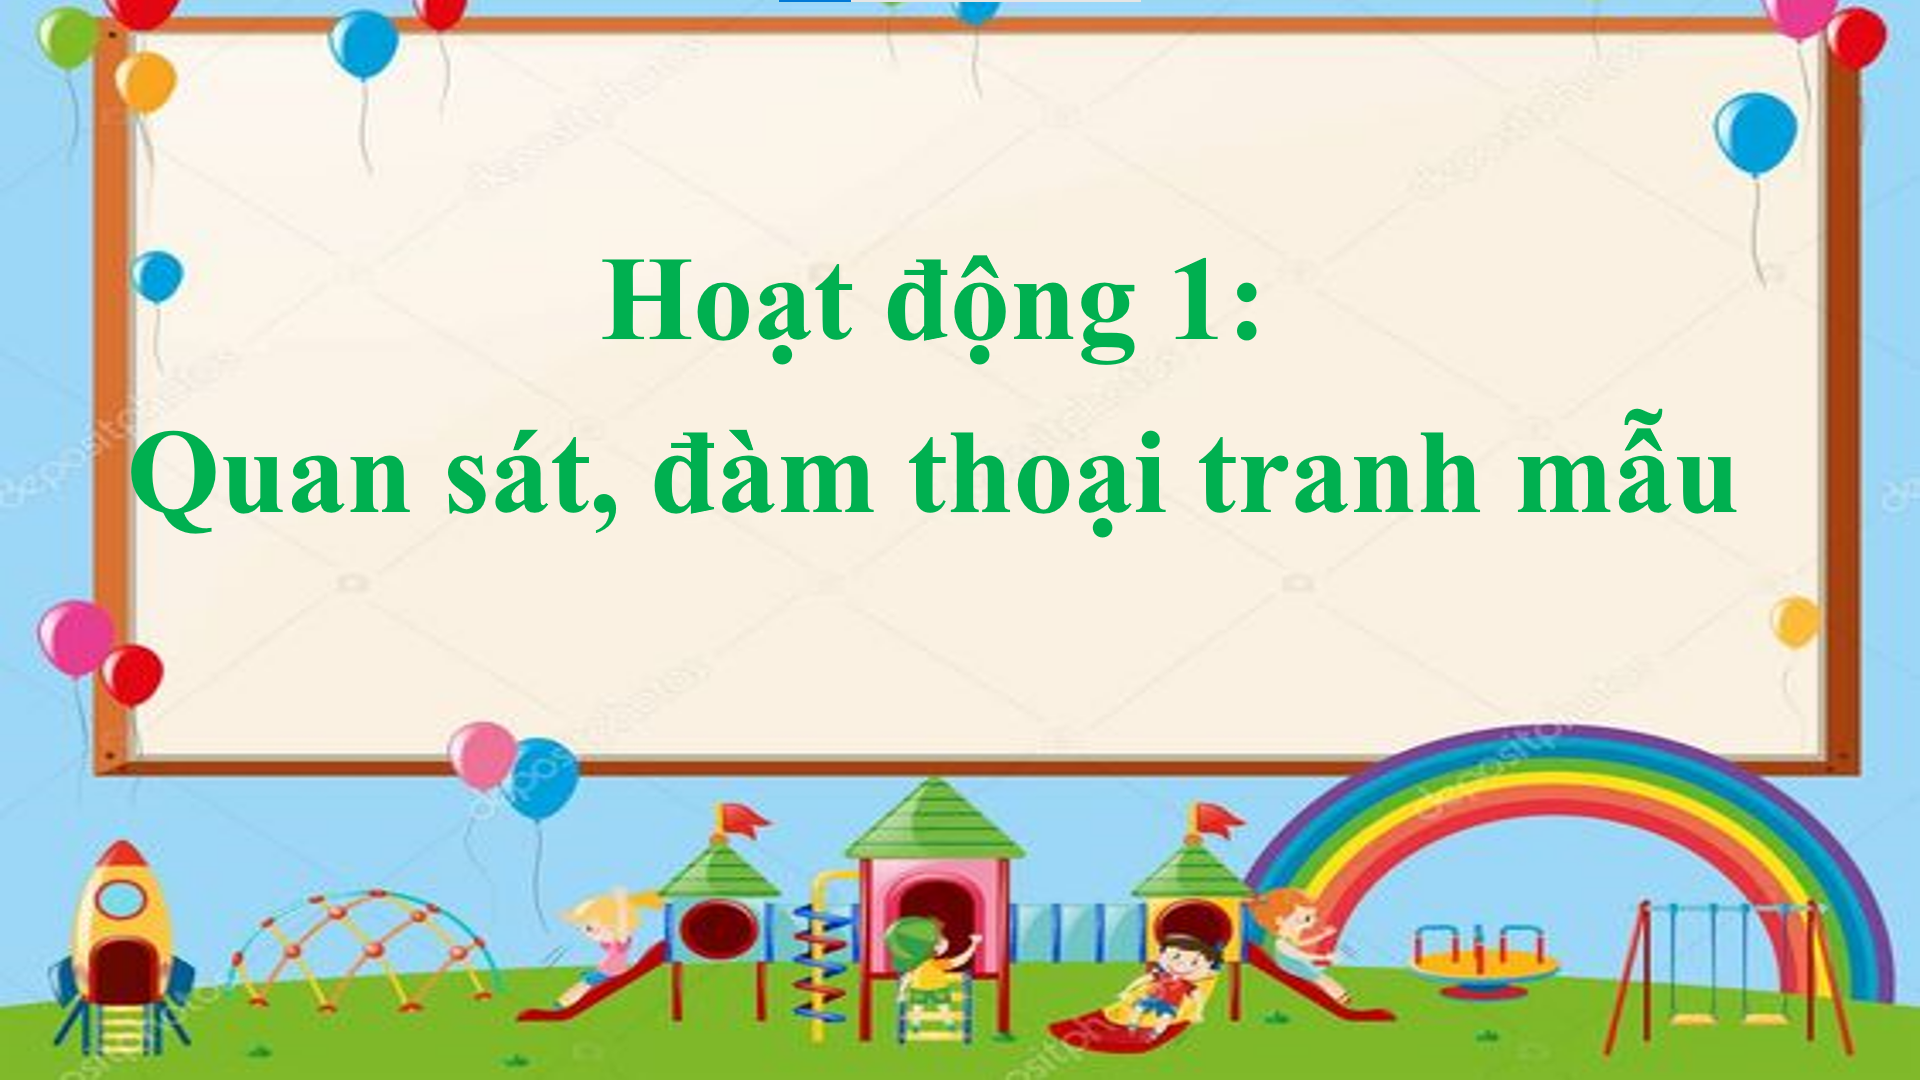 Hoạt động 1:
Quan sát, đàm thoại tranh mẫu